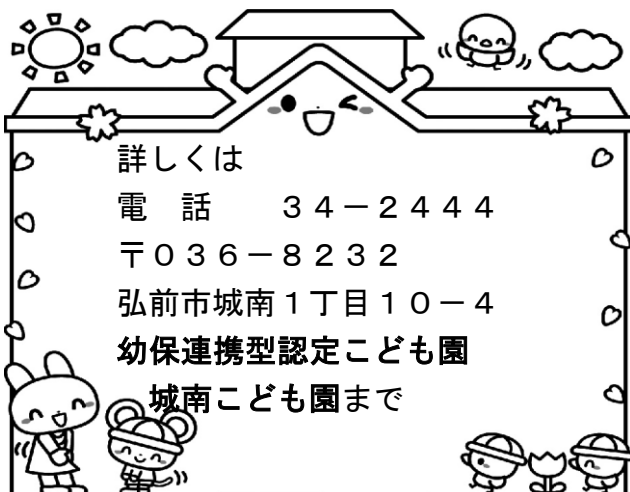 詳しくは
電　話　　３４－２４４４
〒０３６－８２３２
弘前市城南１丁目１０－４
幼保連携型認定こども園
　城南こども園まで